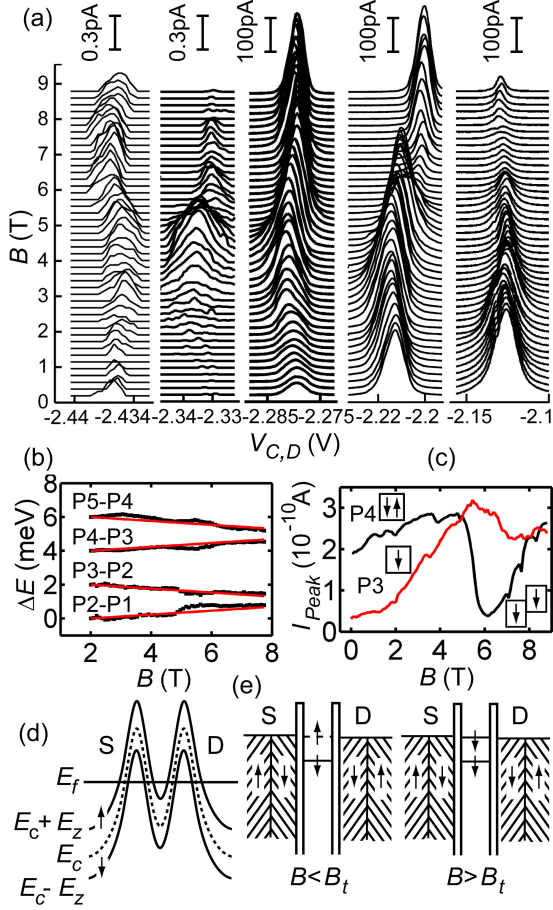 (a)
0.3pA 0.3pA 100pA 100pA 100pA
9
8
7
6
5
4
3
2
1
0
B (T)
-2.44 -2.434 -2.34 -2.33 -2.285 -2.275 -2.22 -2.2 -2.15 -2.1
V_{C,D} (V)
(b)
P5-P4
P4-P3
P3-P2
P2-P1
6
4
2
0
ΔE (meV)
2 4 6 8
B (T)
(c)
P4
P3
3
2
1
0
I_{Peak} (10^{-10}A)
0 2 4 6 8
B (T)
(d)
S D
E_f
E_c+ E_z
E_c
E_c- E_z
(e)
S D S D
B<B_t B>B_t